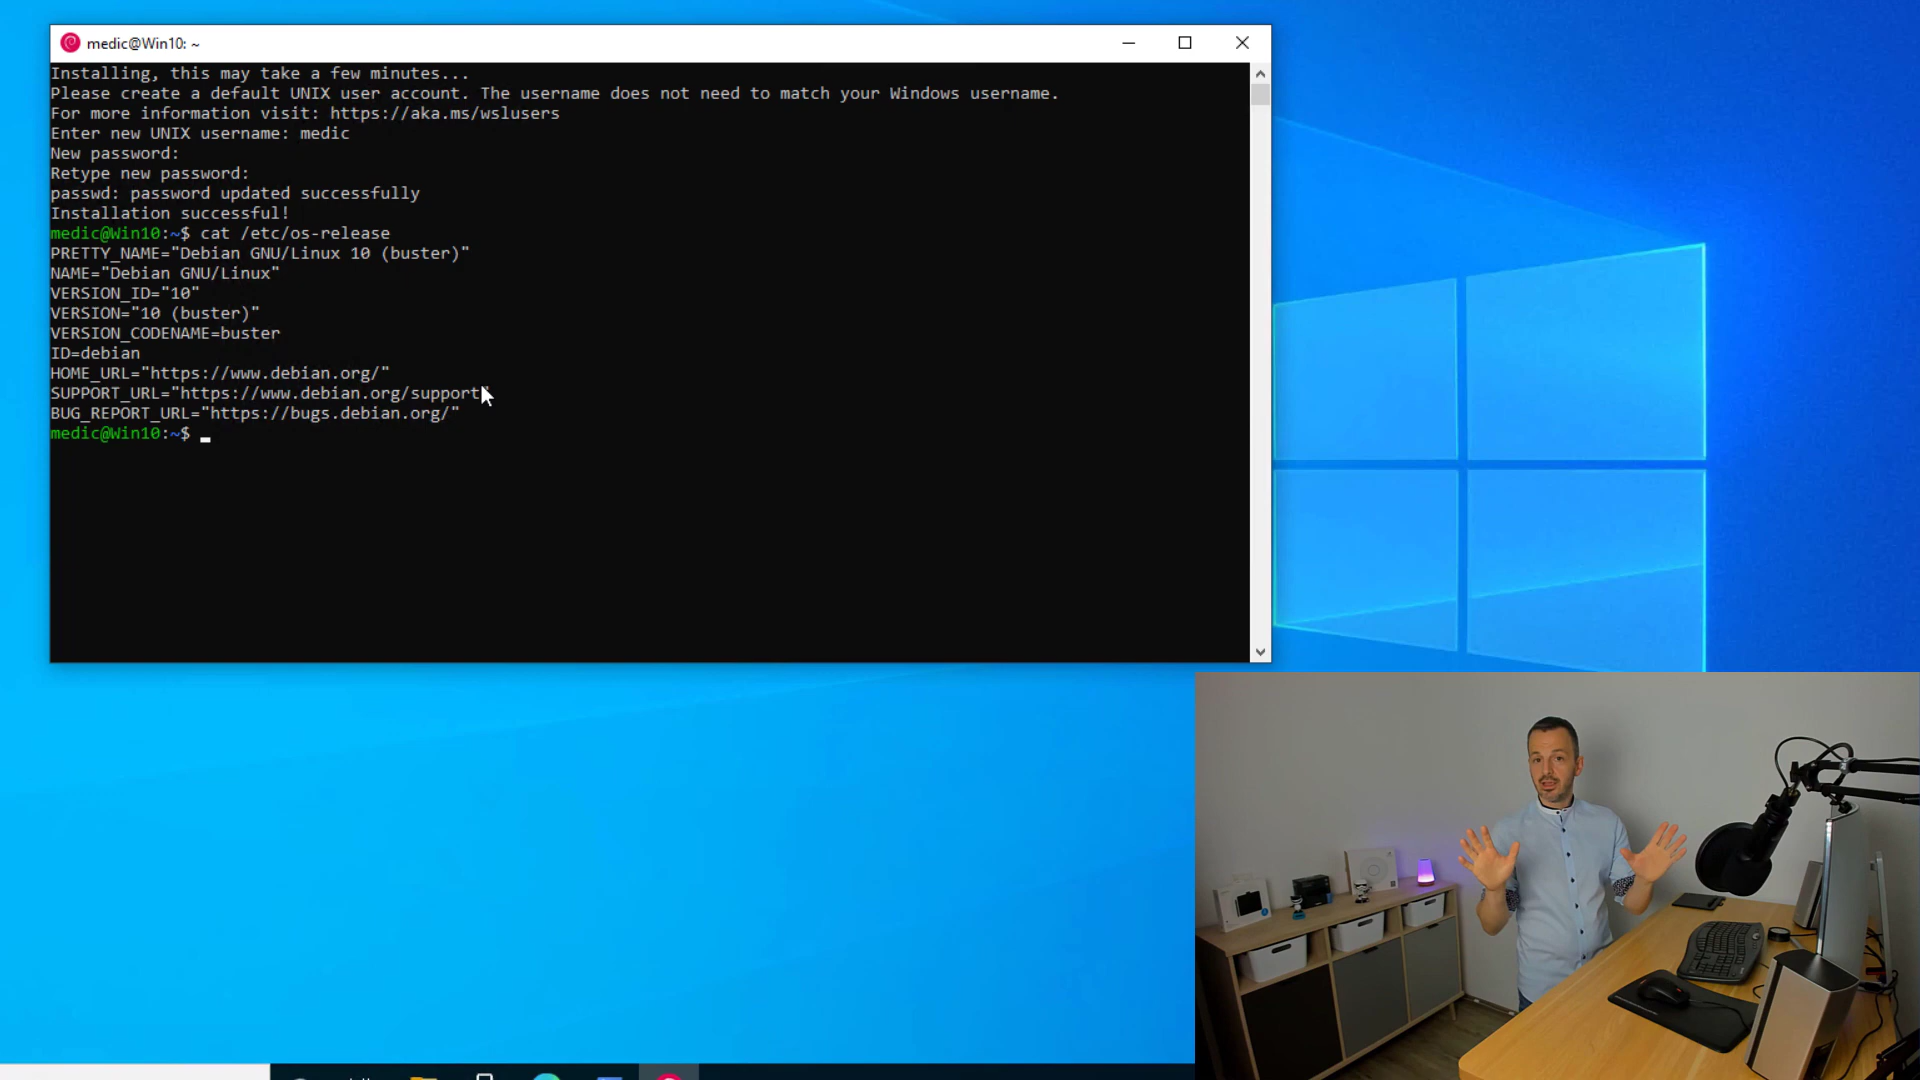 medic@Win10: ~
Installing, this may take a few minutes...
Please create a default UNIX user account. The username does not need to match your Windows username.
For more information visit: https://aka.ms/wslusers
Enter new UNIX username: medic
New password:
Retype new password:
passwd: password updated successfully
Installation successful!
medic@Win10:~$ cat /etc/os-release
PRETTY_NAME="Debian GNU/Linux 10 (buster)"
NAME="Debian GNU/Linux"
VERSION_ID="10"
VERSION="10 (buster)"
VERSION_CODENAME=buster
ID=debian
HOME_URL="https://www.debian.org/"
SUPPORT_URL="https://www.debian.org/support"
BUG_REPORT_URL="https://bugs.debian.org/"
medic@Win10:~$